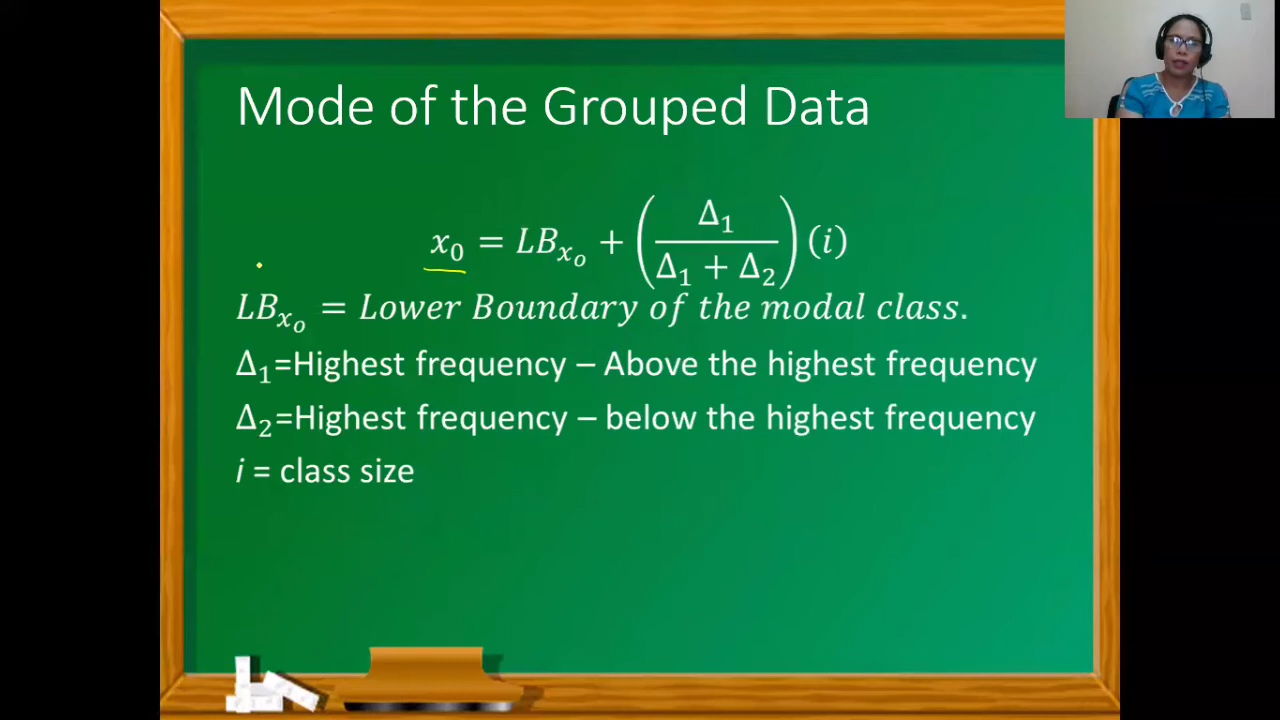 Mode of the Grouped Data
x₀ = LBₓₒ + (Δ₁ / (Δ₁ + Δ₂)) (i)
LBₓₒ = Lower Boundary of the modal class.
Δ₁=Highest frequency – Above the highest frequency
Δ₂=Highest frequency – below the highest frequency
i = class size